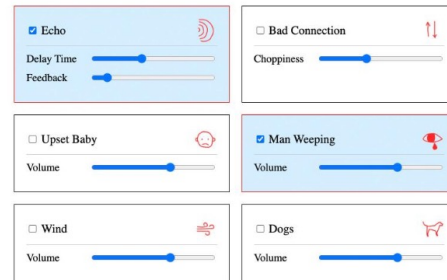 Echo
Delay Time
Feedback
Bad Connection
Choppiness
Upset Baby
Volume
Man Weeping
Volume
Wind
Volume
Dogs
Volume